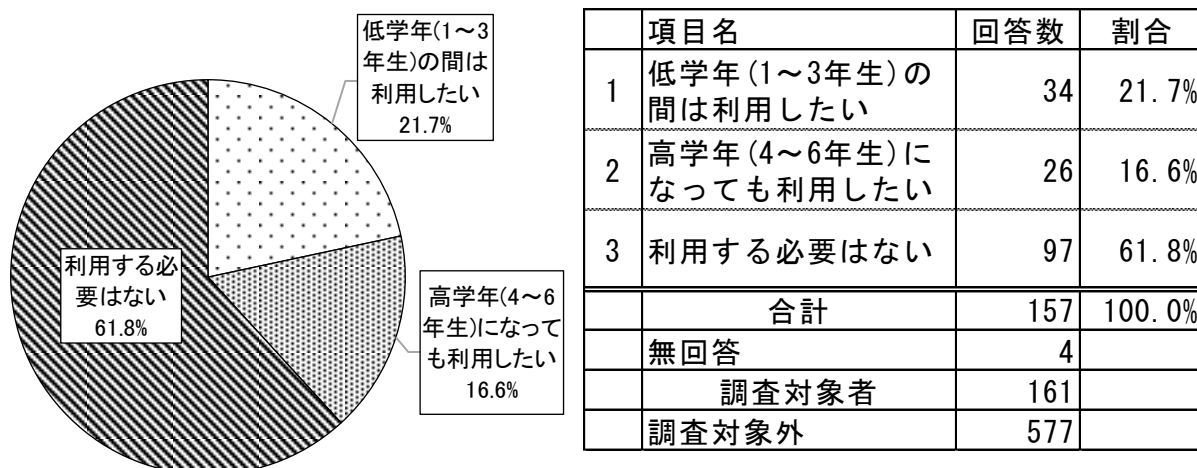 低学年(1～3
年生)の間は
利用したい
21.7%
利用する必
要はない
61.8%
高学年(4～6
年生)になって
も利用したい
16.6%
項目名 回答数 割合
1 低学年(1～3年生)の
間は利用したい 34 21.7%
2 高学年(4～6年生)に
なっても利用したい 26 16.6%
3 利用する必要はない 97 61.8%
合計 157 100.0%
無回答 4
調査対象者 161
調査対象外 577